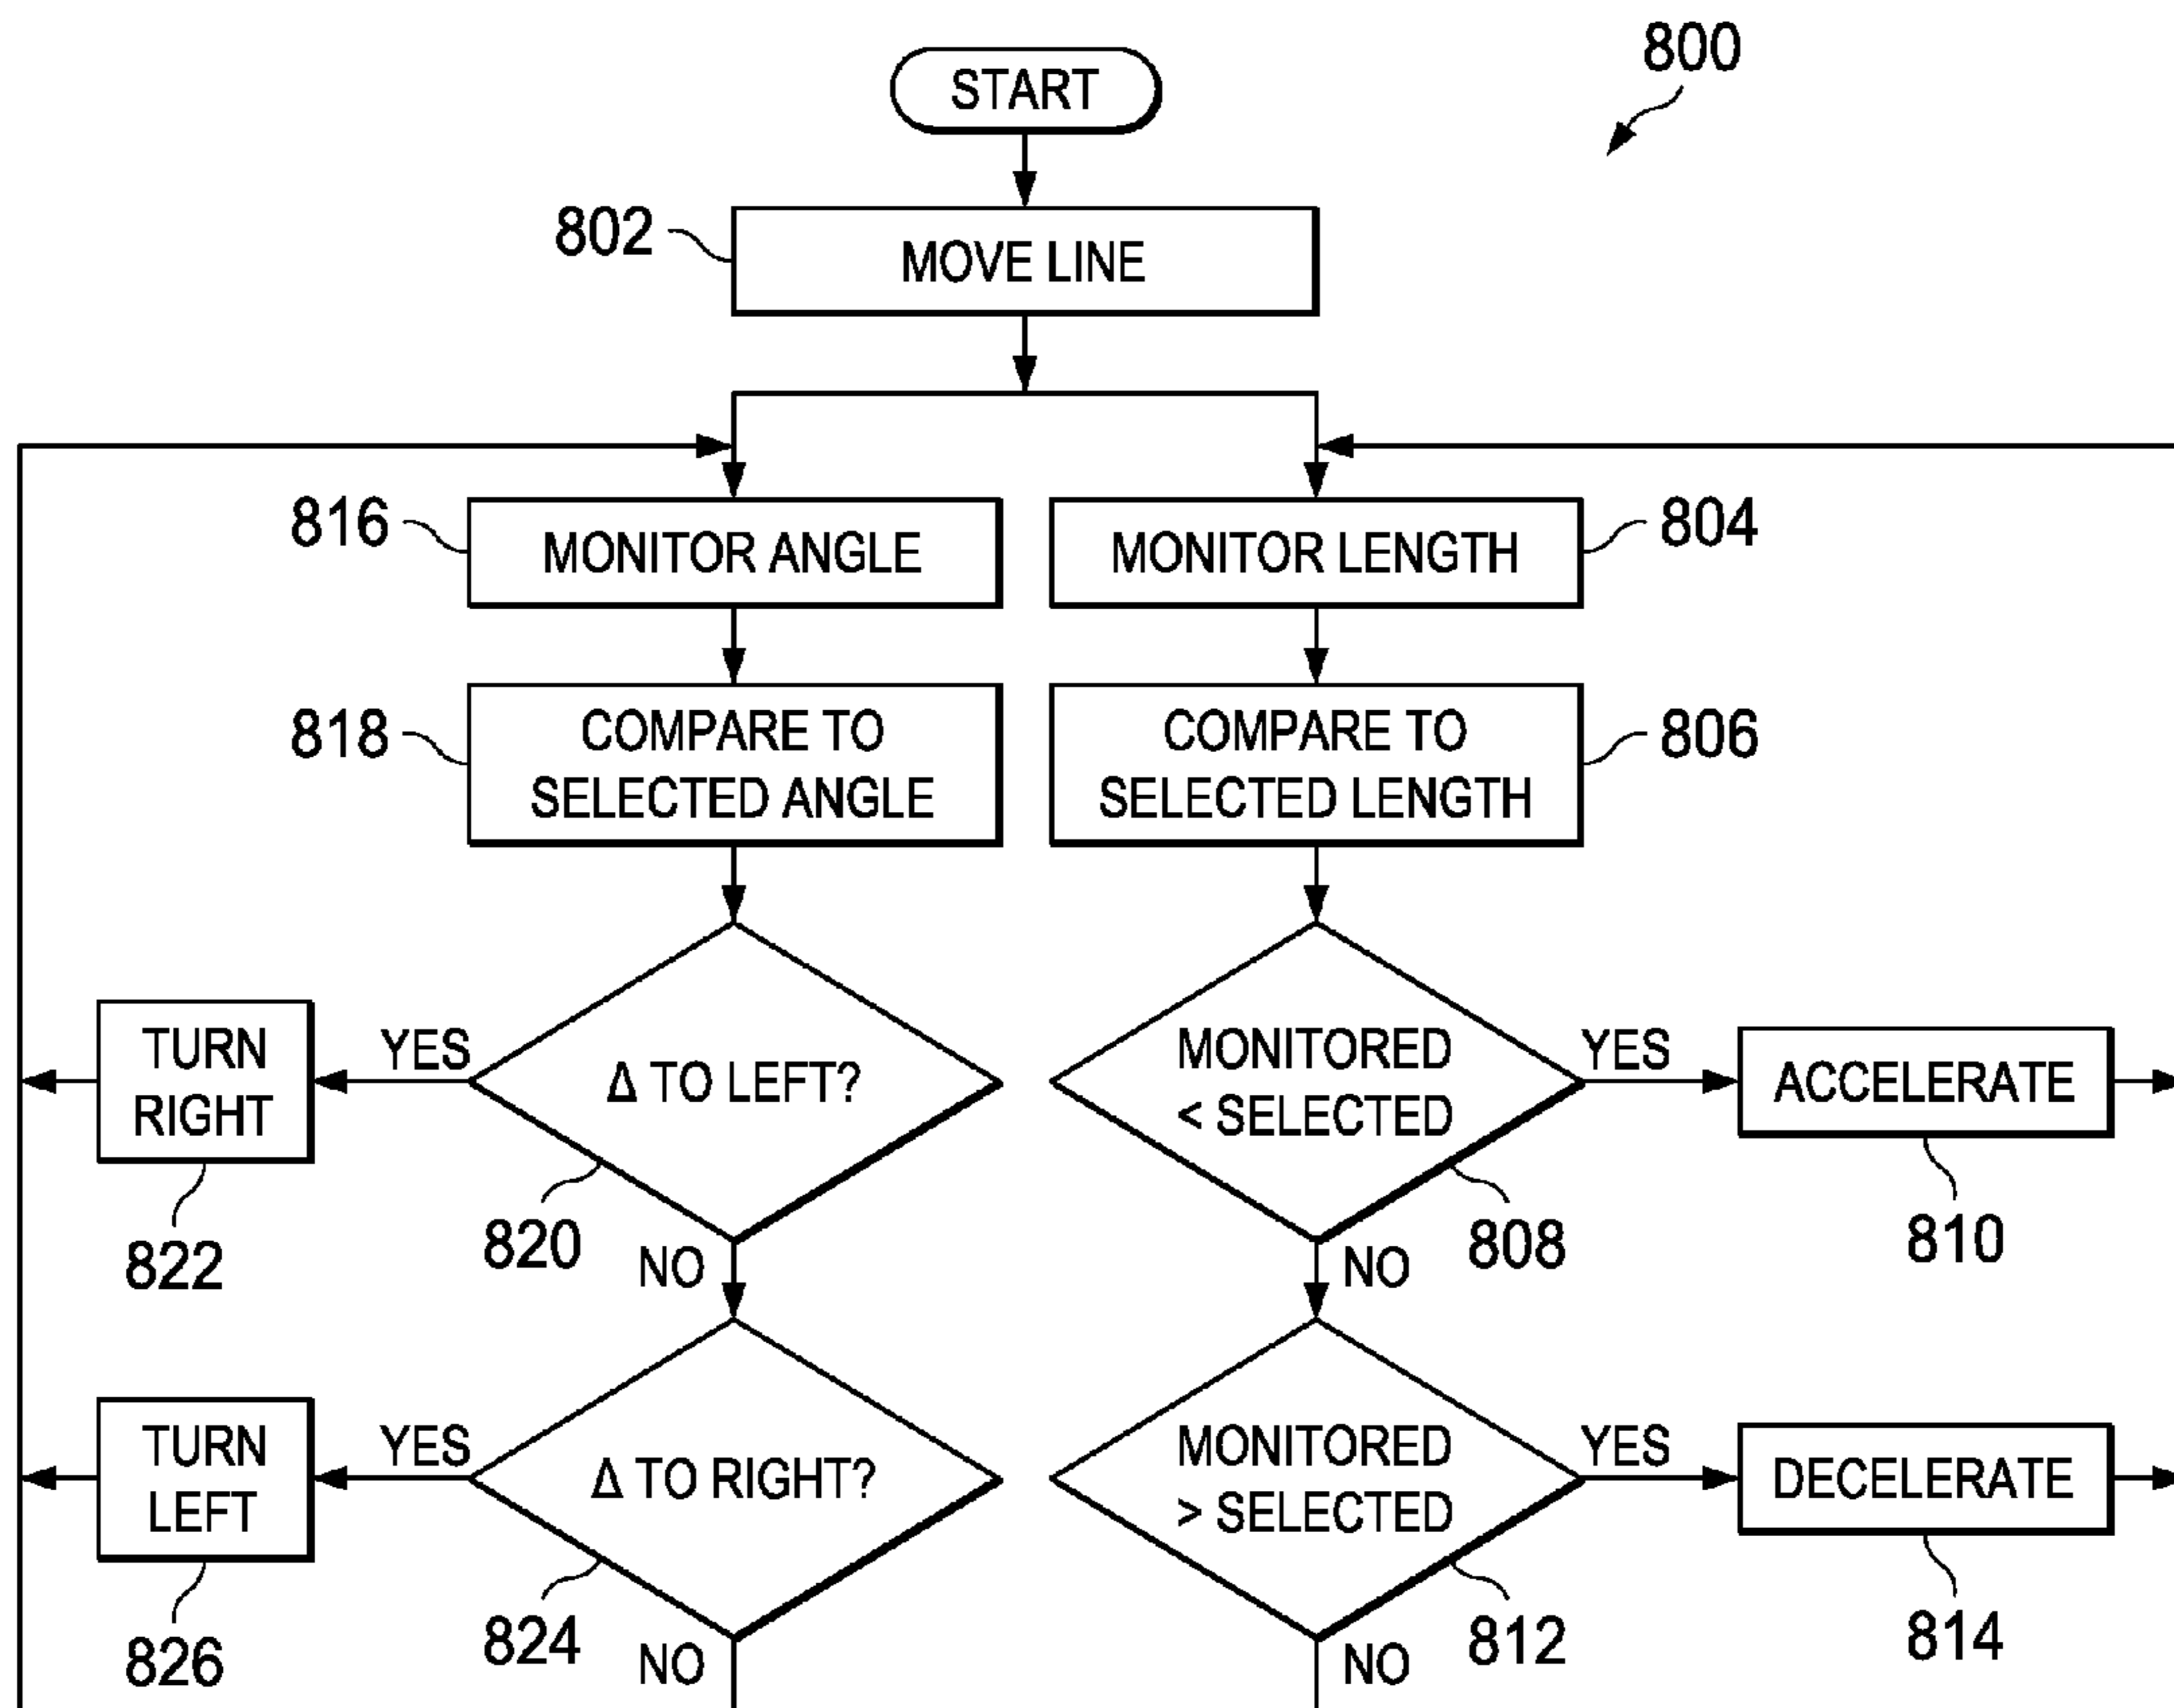 800
START
802
MOVE LINE
816
MONITOR ANGLE
MONITOR LENGTH
804
818
COMPARE TO
SELECTED ANGLE
COMPARE TO
SELECTED LENGTH
806
TURN
RIGHT
YES
Δ TO LEFT?
MONITORED
< SELECTED
YES
ACCELERATE
822
820
NO
808
NO
810
TURN
LEFT
YES
Δ TO RIGHT?
MONITORED
> SELECTED
YES
DECELERATE
826
824
NO
812
NO
814